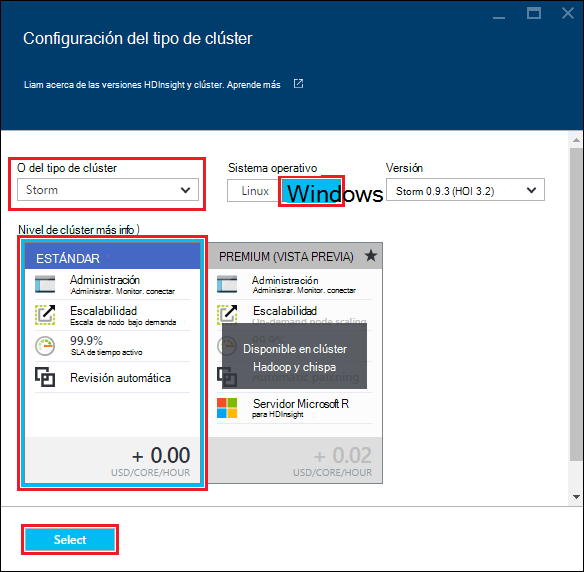 Configuración del tipo de clúster
Liam acerca de las versiones HDInsight y clúster. Aprende más
O del tipo de clúster
Storm
Sistema operativo
Linux
Windows
Versión
Storm 0.9.3 (HOI 3.2)
Nivel de clúster más info)
ESTÁNDAR
Administración
Administrar. Monitor. conectar
Escalabilidad
Escala de nodo bajo demanda
99.9%
SLA de tiempo activo
Revisión automática
+ 0.00
USD/CORE/HOUR
PREMIUM (VISTA PREVIA)
Administración
Administrar. Monitor. conectar
Escalabilidad
On-demand node scaling
Disponible en clúster
Hadoop y chispa
Automatic patching
Servidor Microsoft R
para HDInsight
+ 0.02
USD/CORE/HOUR
Select